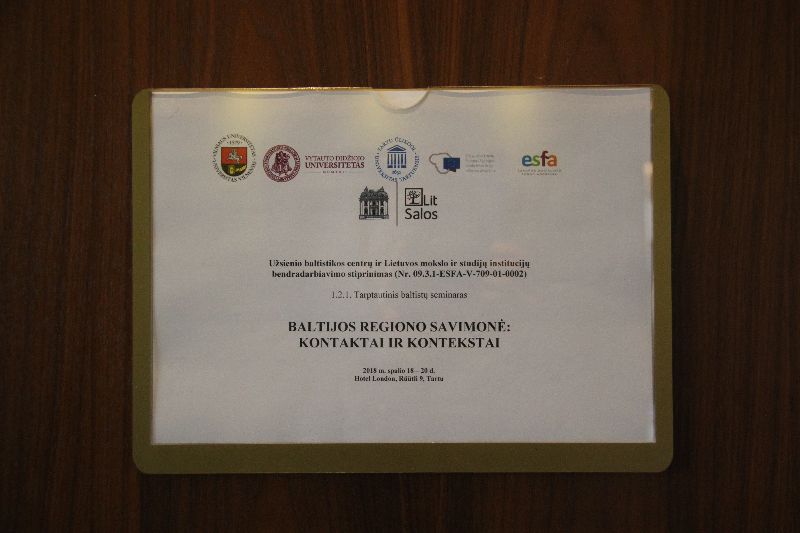 VYTAUTO DIDŽIOJO
UNIVERSITETAS
esfa
Lit
Salos
Užsienio baltistikos centrų ir Lietuvos mokslo ir studijų institucijų
bendradarbiavimo stiprinimas (Nr. 09.3.1-ESFA-V-709-01-0002)
1.2.1. Tarptautinis baltistų seminaras
BALTIJOS REGIONO SAVIMONĖ:
KONTAKTAI IR KONTEKSTAI
2018 m. spalio 18–20 d.
Hotel London, Rüütli 9, Tartu